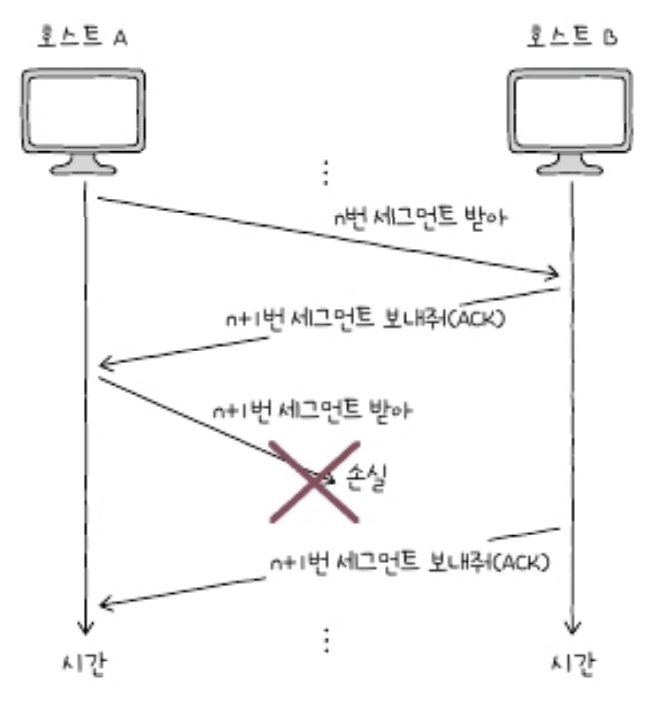 호스트 A
호스트 B
⋮
n번 세그먼트 받아
n+1번 세그먼트 보내줘(ACK)
n+1번 세그먼트 받아
손실
n+1번 세그먼트 보내줘(ACK)
⋮
시간
시간